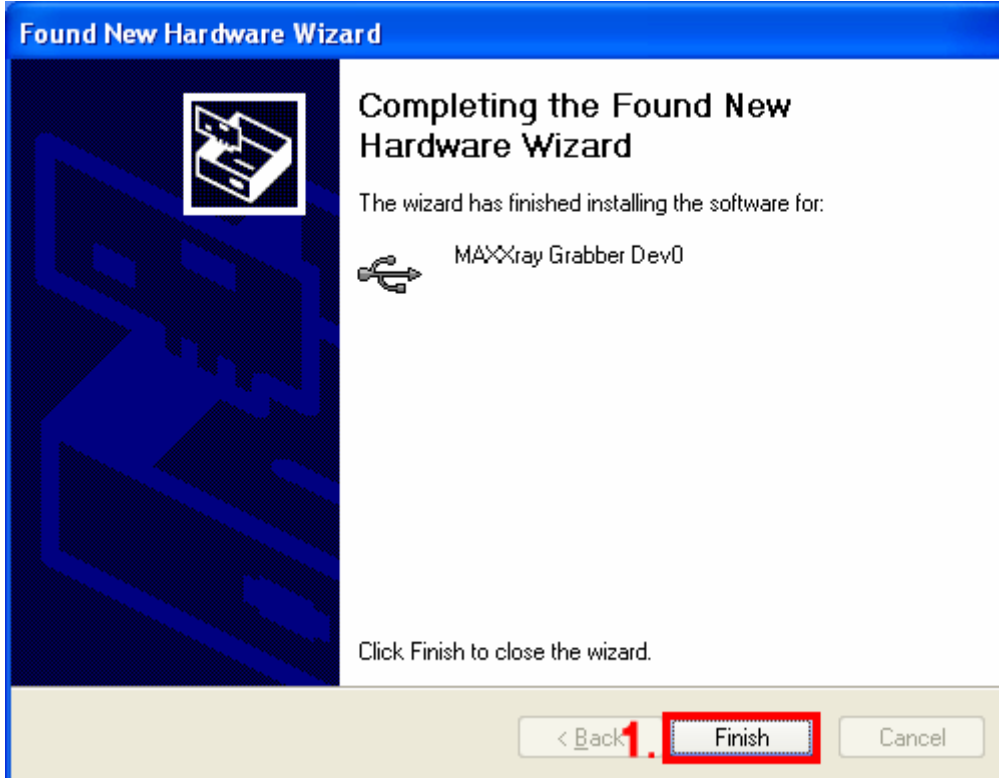 Found New Hardware Wizard
Completing the Found New
Hardware Wizard
The wizard has finished installing the software for:
MAXXray Grabber Dev0
Click Finish to close the wizard.
< Back 1. Finish Cancel